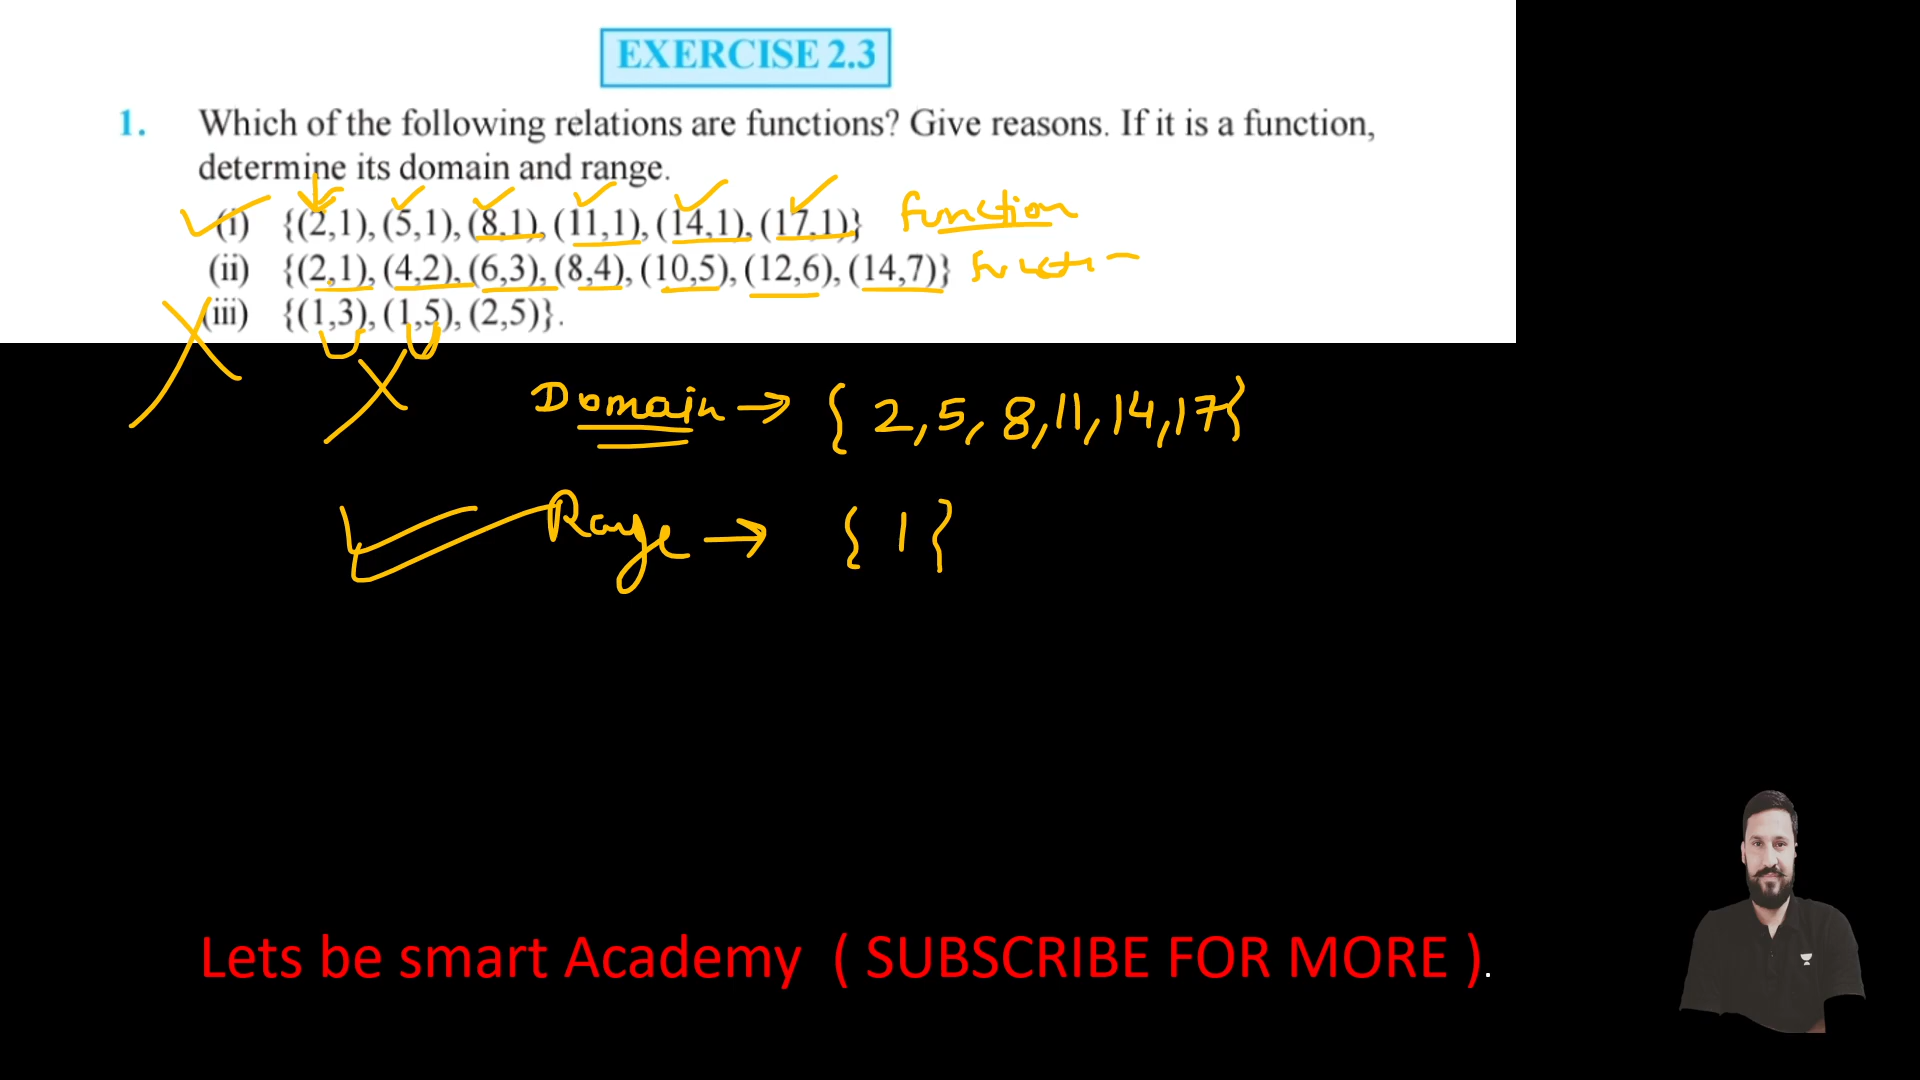 EXERCISE 2.3
1. Which of the following relations are functions? Give reasons. If it is a function,
determine its domain and range.
(i) {(2,1), (5,1), (8,1), (11,1), (14,1), (17,1)} function
(ii) {(2,1), (4,2), (6,3), (8,4), (10,5), (12,6), (14,7)}
(iii) {(1,3), (1,5), (2,5)}.
Domain → { 2, 5, 8, 11, 14, 17}
Range → { 1 }
Lets be smart Academy ( SUBSCRIBE FOR MORE ).